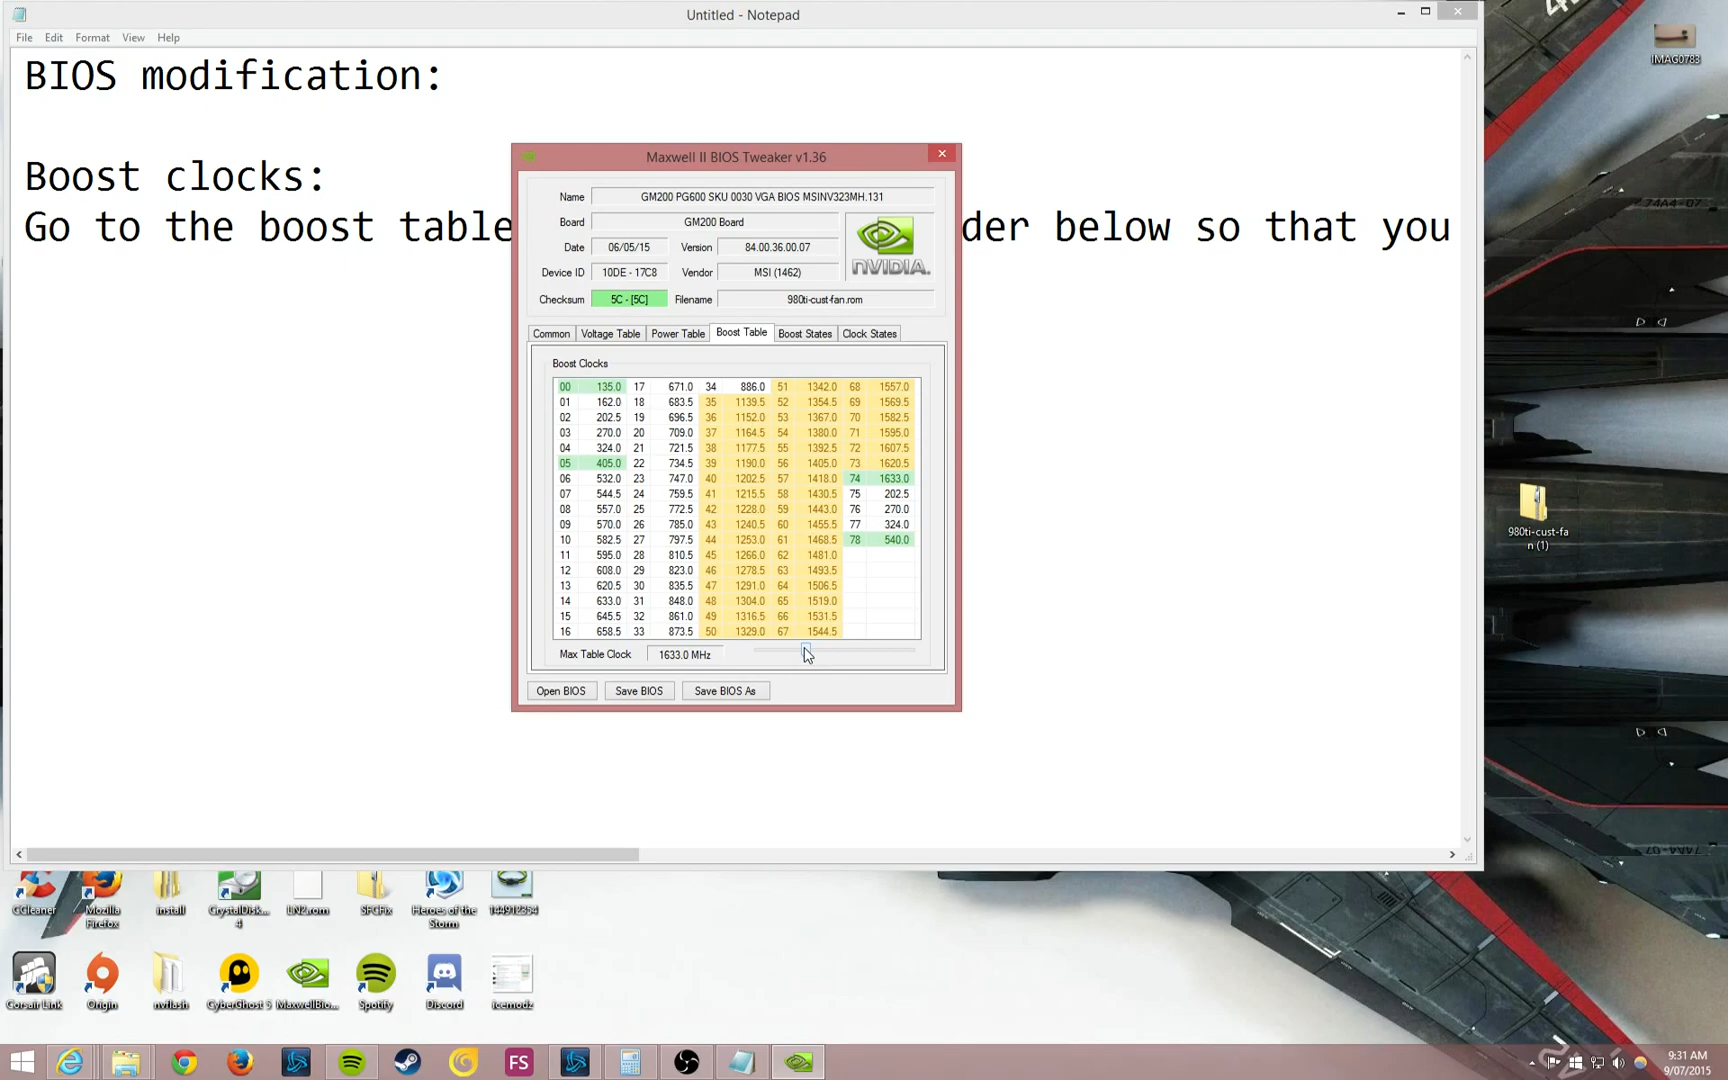 Untitled - Notepad
File Edit Format View Help
BIOS modification:
Boost clocks:
Go to the boost table
der below so that you
Maxwell II BIOS Tweaker v1.36
Name GM200 PG600 SKU 0030 VGA BIOS MSINV323MH.131
Board GM200 Board
Date 06/05/15 Version 84.00.36.00.07
Device ID 10DE - 17C8 Vendor MSI (1462)
Checksum 5C - [5C] Filename 980ti-cust-fan.rom
NVIDIA.
Common Voltage Table Power Table Boost Table Boost States Clock States
Boost Clocks
00 135.0 17 671.0 34 886.0 51 1342.0 68 1557.0
01 162.0 18 683.5 35 1139.5 52 1354.5 69 1569.5
02 202.5 19 696.5 36 1152.0 53 1367.0 70 1582.5
03 270.0 20 709.0 37 1164.5 54 1380.0 71 1595.0
04 324.0 21 721.5 38 1177.5 55 1392.5 72 1607.5
05 405.0 22 734.5 39 1190.0 56 1405.0 73 1620.5
06 532.0 23 747.0 40 1202.5 57 1418.0 74 1633.0
07 544.5 24 759.5 41 1215.5 58 1430.5 75 202.5
08 557.0 25 772.5 42 1228.0 59 1443.0 76 270.0
09 570.0 26 785.0 43 1240.5 60 1455.5 77 324.0
10 582.5 27 797.5 44 1253.0 61 1468.5 78 540.0
11 595.0 28 810.5 45 1266.0 62 1481.0
12 608.0 29 823.0 46 1278.5 63 1493.5
13 620.5 30 835.5 47 1291.0 64 1506.5
14 633.0 31 848.0 48 1304.0 65 1519.0
15 645.5 32 861.0 49 1316.5 66 1531.5
16 658.5 33 873.5 50 1329.0 67 1544.5
Max Table Clock 1633.0 MHz
Open BIOS Save BIOS Save BIOS As
IMAG0783
980ti-cust-fa
n (1)
CCleaner Mozilla Firefox install CrystalDisk... 4 LN2.rom SFCFix Heroes of the Storm 144912354
Corsair Link Origin nvflash CyberGhost 5 MaxwellBio... Spotify Discord icemodz
FS
9:31 AM
9/07/2015